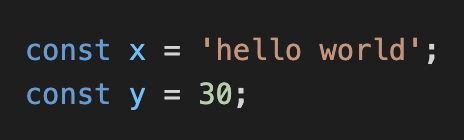 const x = 'hello world';
const y = 30;